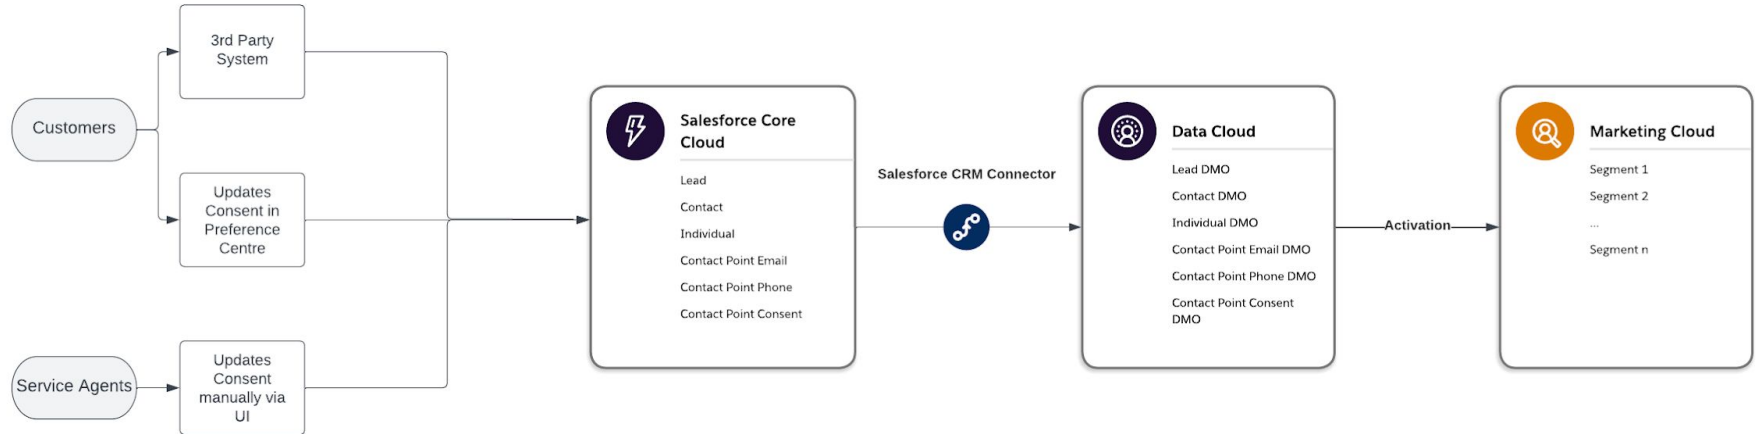 3rd Party
System
Customers
Updates
Consent in
Preference
Centre
Service Agents
Updates
Consent
manually via
UI
Salesforce Core
Cloud
Lead
Contact
Individual
Contact Point Email
Contact Point Phone
Contact Point Consent
Salesforce CRM Connector
Data Cloud
Lead DMO
Contact DMO
Individual DMO
Contact Point Email DMO
Contact Point Phone DMO
Contact Point Consent
DMO
Activation
Marketing Cloud
Segment 1
Segment 2
...
Segment n